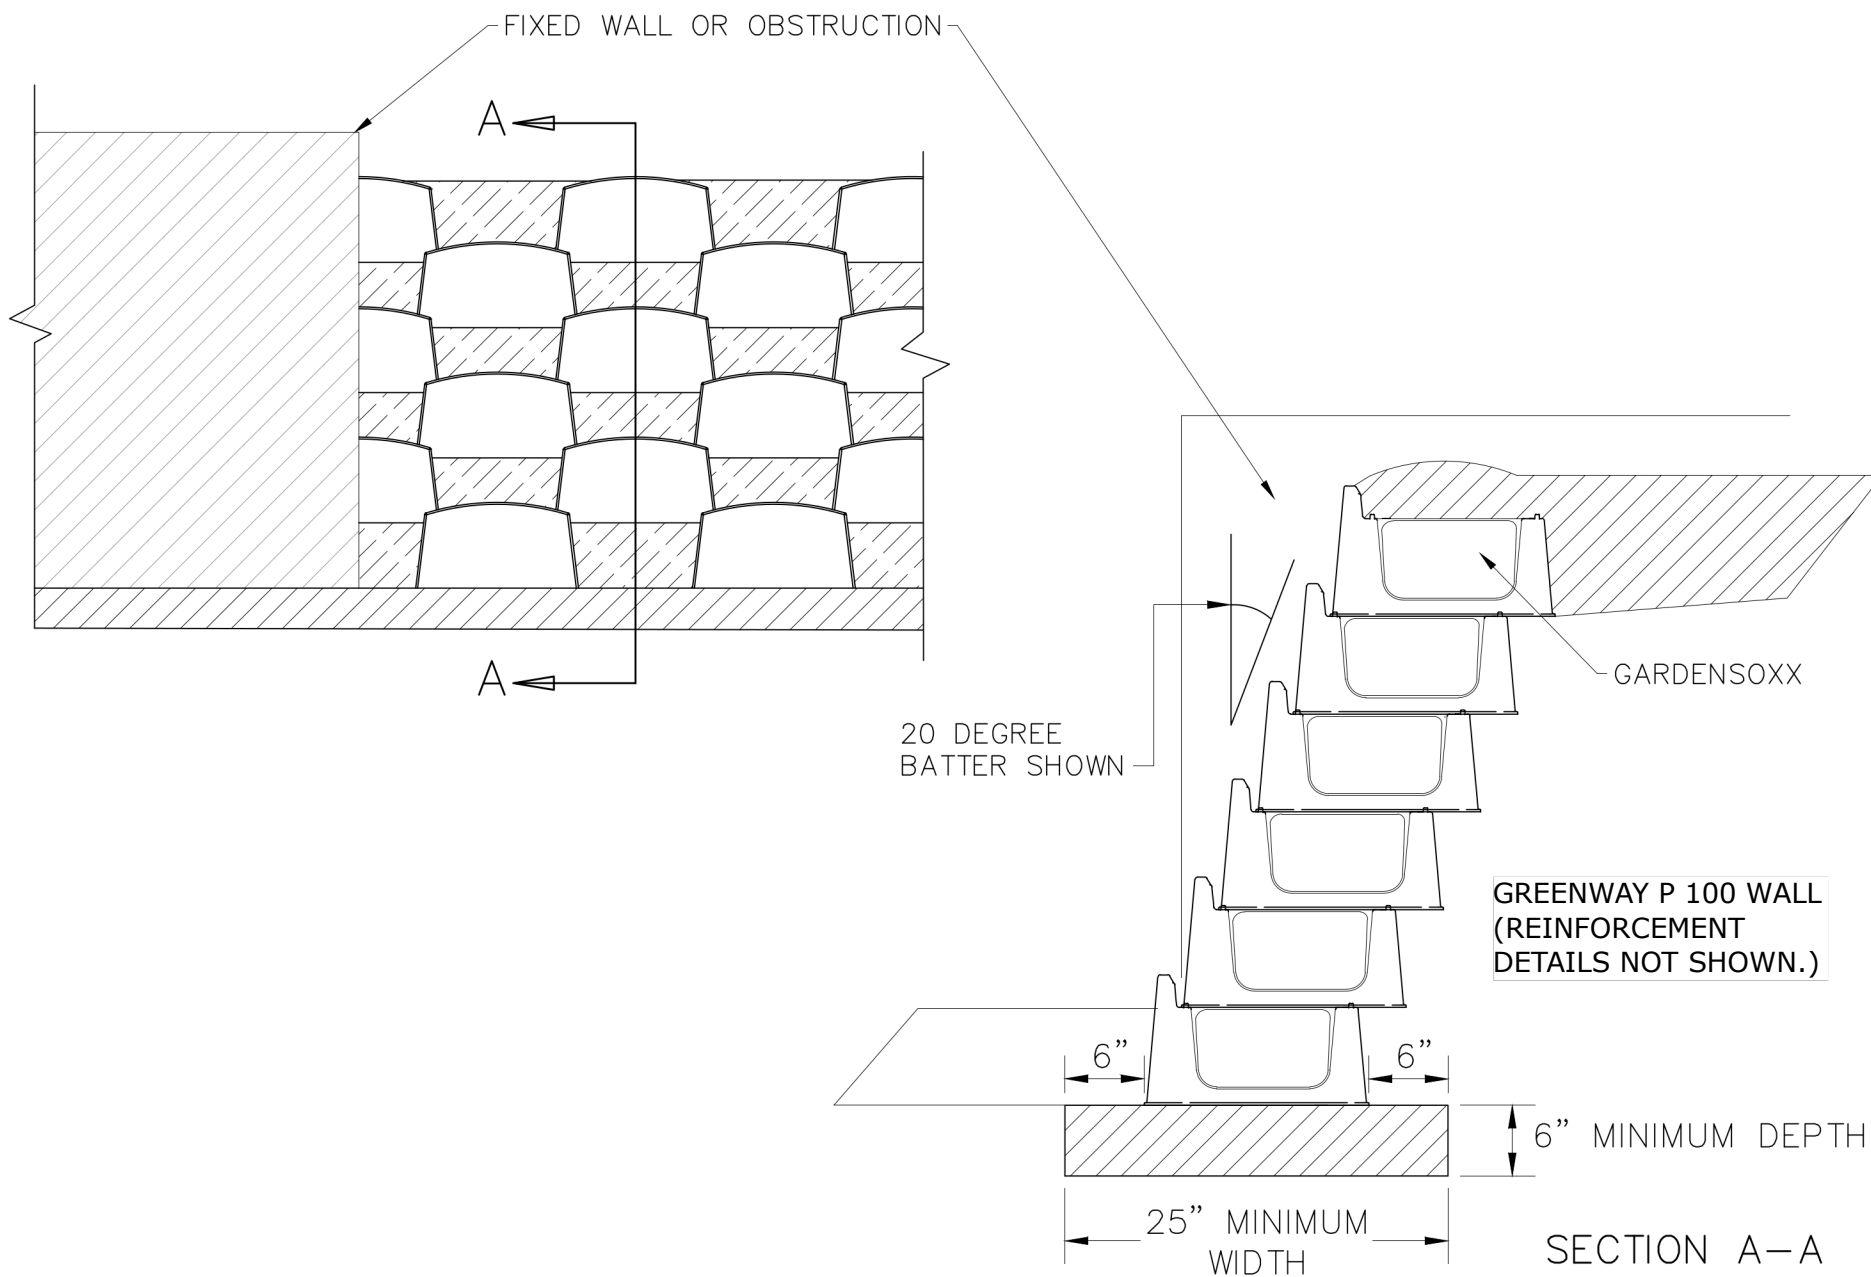 FIXED WALL OR OBSTRUCTION
A
A
20 DEGREE
BATTER SHOWN
GARDENSOXX
GREENWAY P 100 WALL
(REINFORCEMENT
DETAILS NOT SHOWN.)
6”
6”
6” MINIMUM DEPTH
25” MINIMUM
WIDTH
SECTION A–A